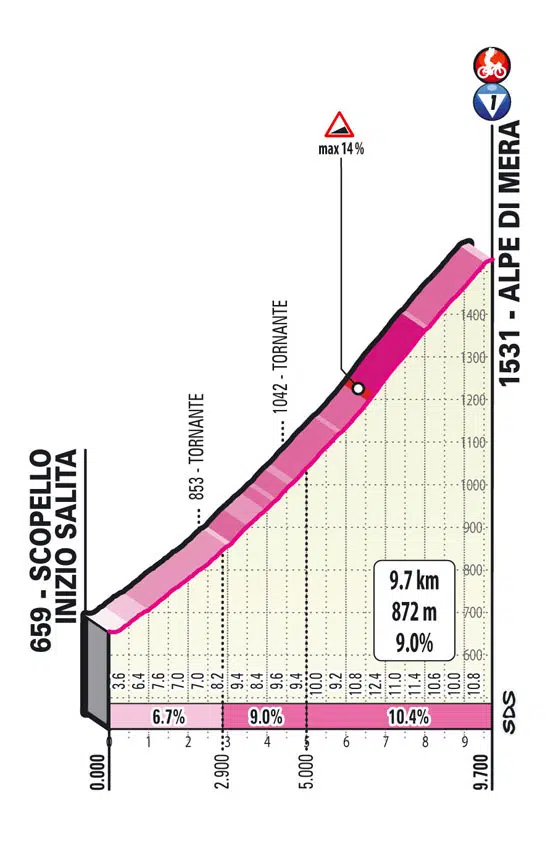 1
1531 - ALPE DI MERA
max 14 %
1042 - TORNANTE
853 - TORNANTE
659 - SCOPELLO
INIZIO SALITA
1400
1300
1200
1100
1000
900
800
700
600
9.7 km
872 m
9.0%
3.6 6.4 7.6 7.0 7.0 8.2 9.4 8.4 9.6 9.4 10.0 9.2 10.8 12.4 11.0 11.4 10.6 10.0 10.8
6.7% 9.0% 10.4%
SDS
0 1 2 3 4 5 6 7 8 9
0.000 2.900 5.000 9.700